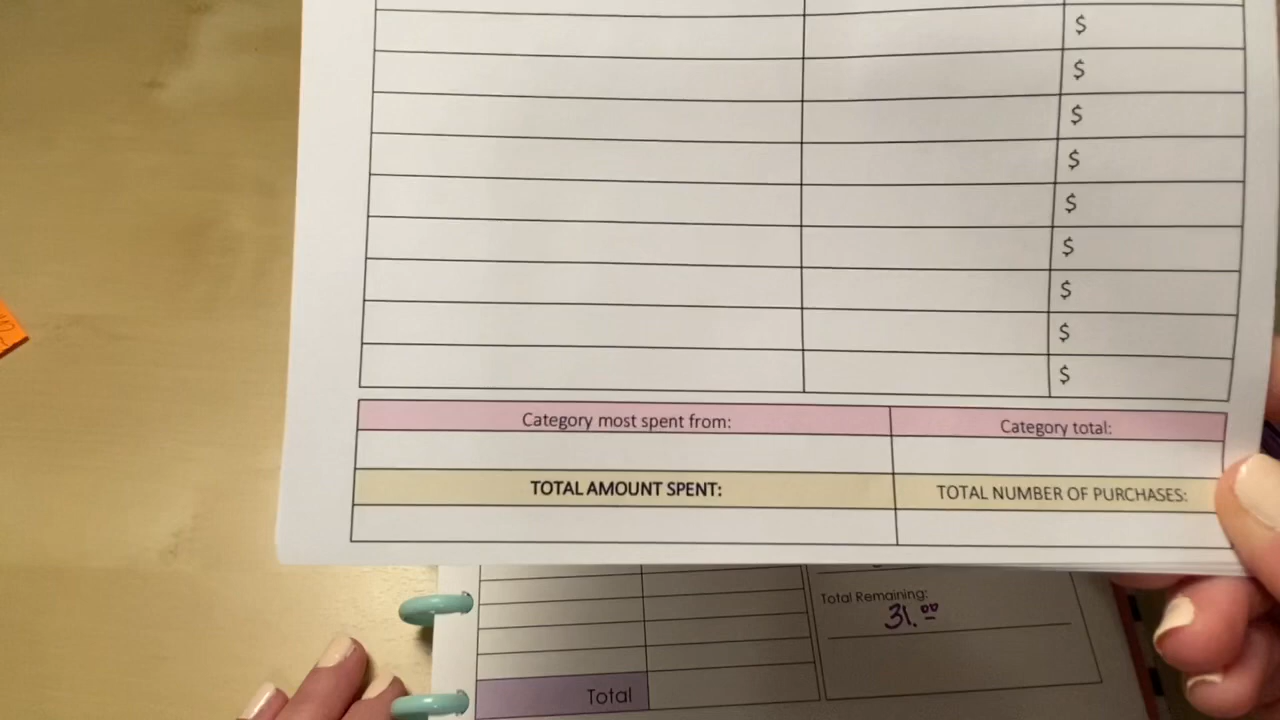 $
$
$
$
$
$
$
$
$
Category most spent from: Category total:
TOTAL AMOUNT SPENT: TOTAL NUMBER OF PURCHASES:
Total Remaining:
31.00
Total